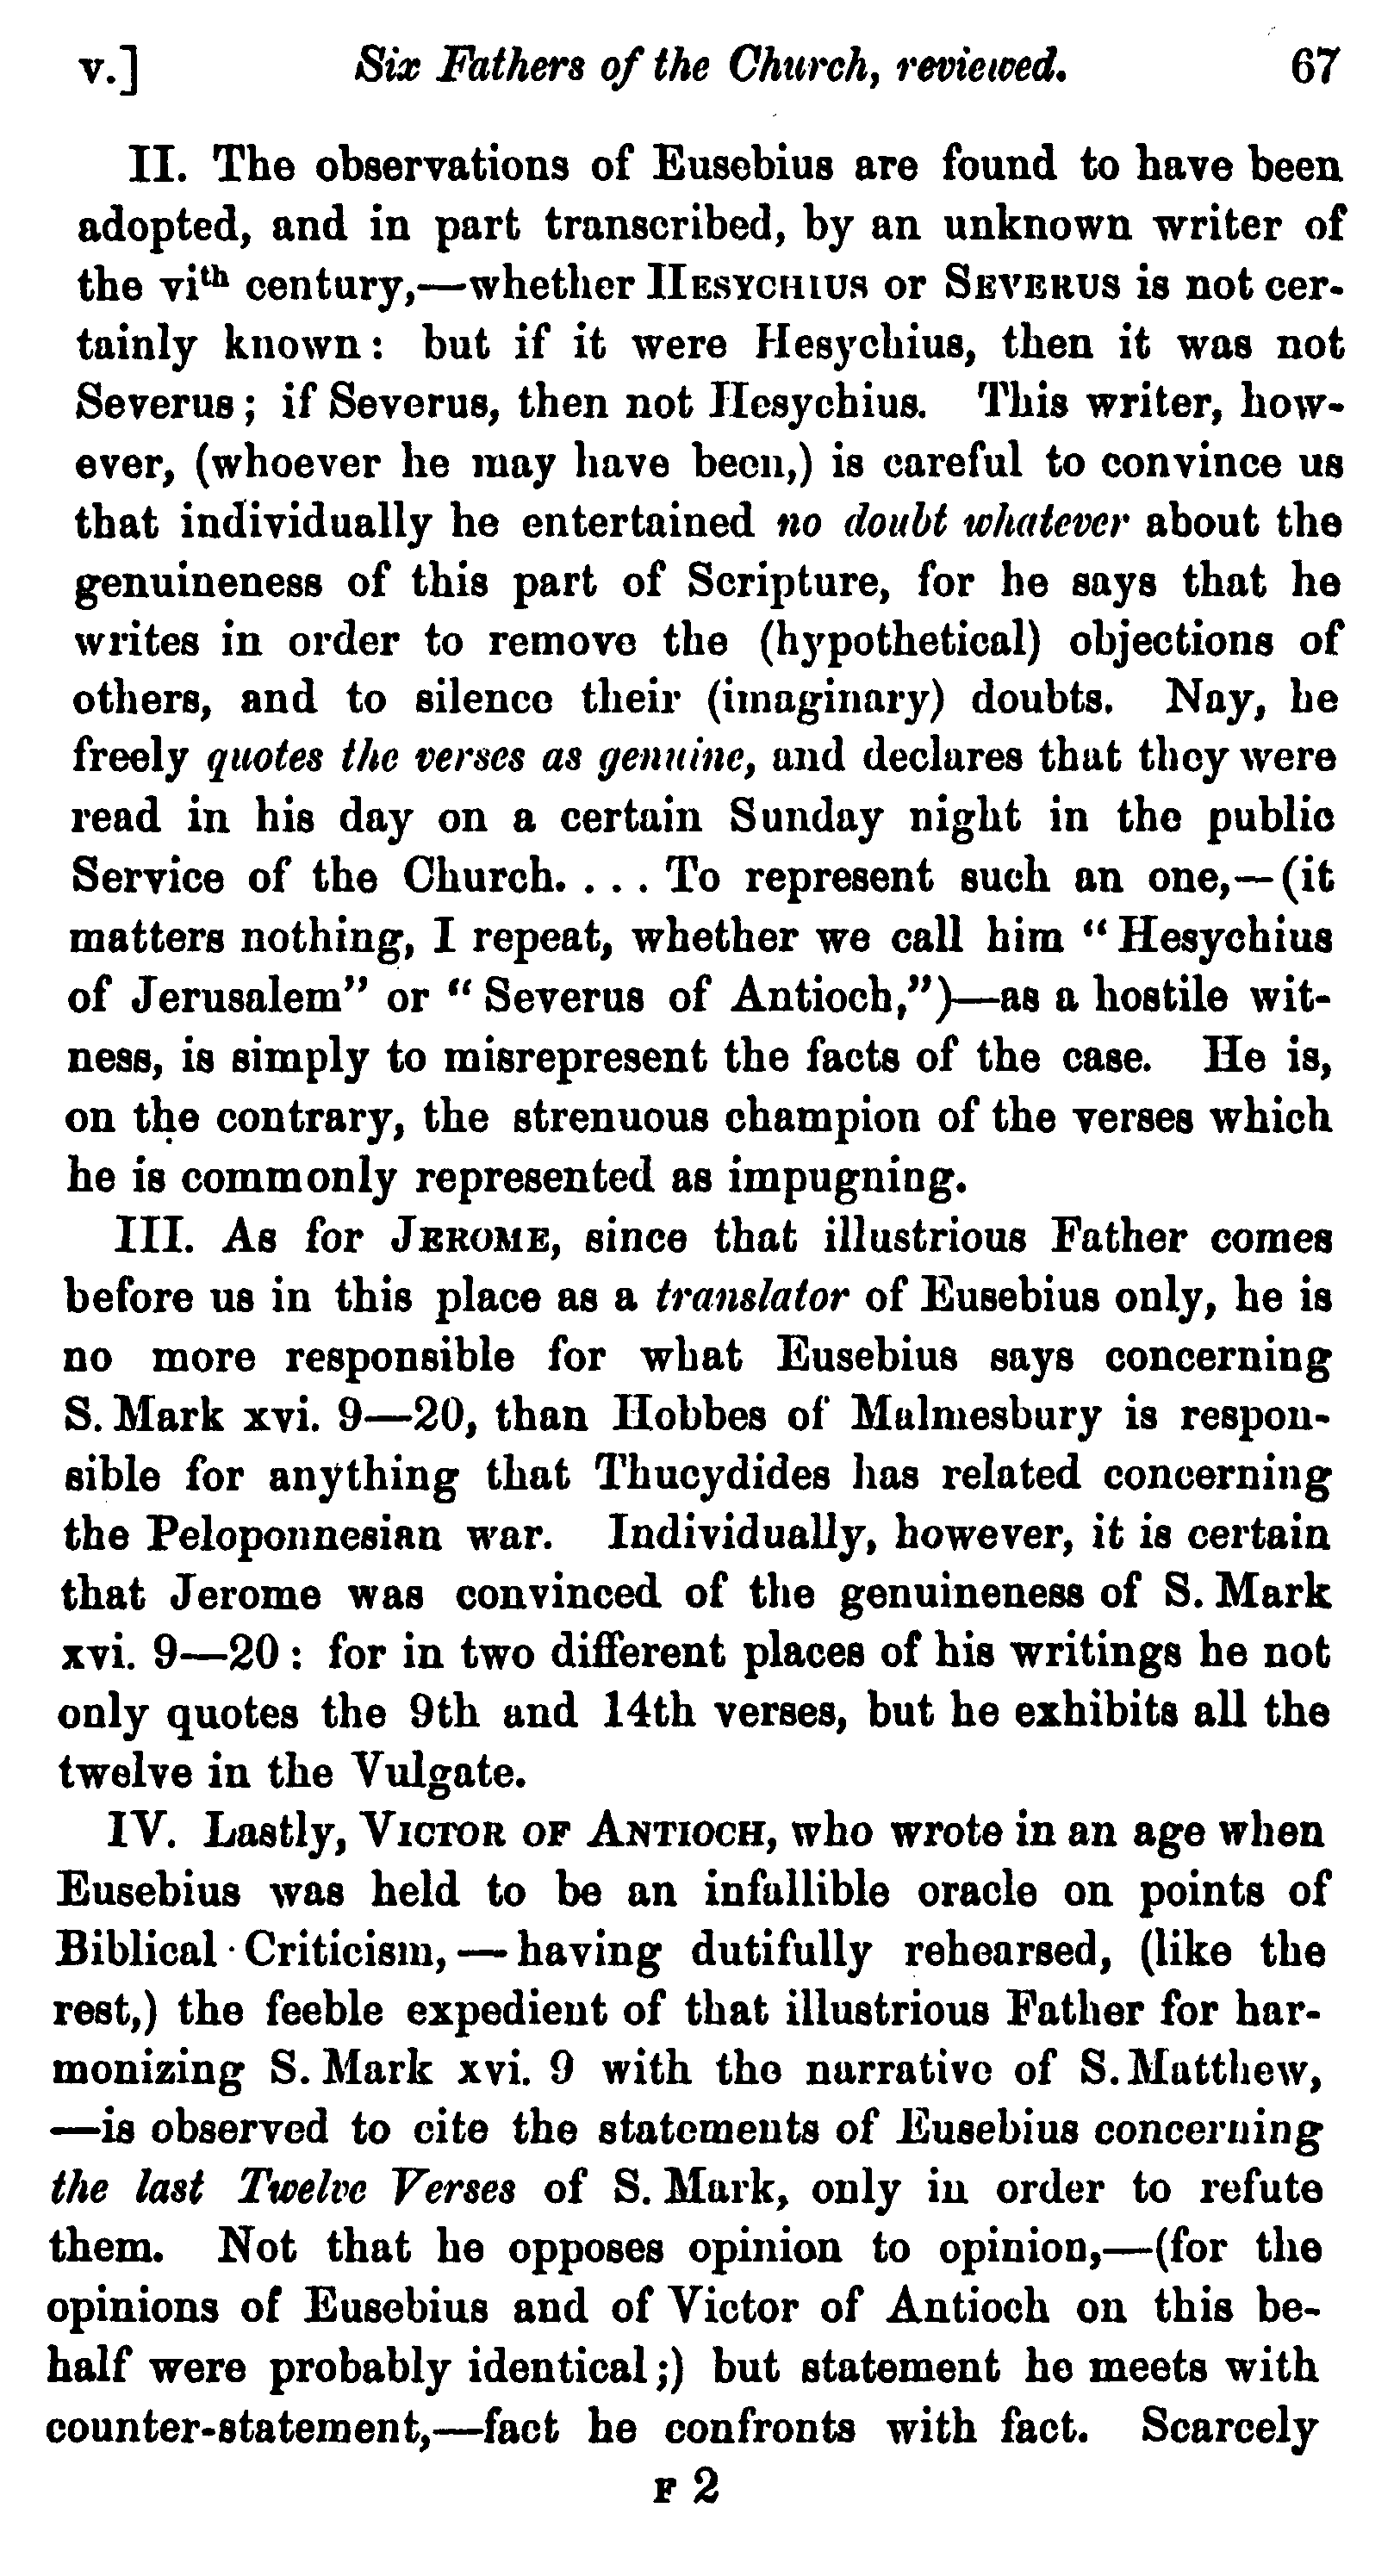 v.] Six Fathers of the Church, reviewed. 67
II. The observations of Eusebius are found to have been
adopted, and in part transcribed, by an unknown writer of
the vith century,—whether HESYCHIUS or SEVERUS is not cer-
tainly known: but if it were Hesychius, then it was not
Severus; if Severus, then not Hesychius. This writer, how-
ever, (whoever he may have been,) is careful to convince us
that individually he entertained no doubt whatever about the
genuineness of this part of Scripture, for he says that he
writes in order to remove the (hypothetical) objections of
others, and to silence their (imaginary) doubts. Nay, he
freely quotes the verses as genuine, and declares that they were
read in his day on a certain Sunday night in the public
Service of the Church. . . . To represent such an one,—(it
matters nothing, I repeat, whether we call him “Hesychius
of Jerusalem” or “Severus of Antioch,”)—as a hostile wit-
ness, is simply to misrepresent the facts of the case. He is,
on the contrary, the strenuous champion of the verses which
he is commonly represented as impugning.
III. As for JEROME, since that illustrious Father comes
before us in this place as a translator of Eusebius only, he is
no more responsible for what Eusebius says concerning
S. Mark xvi. 9—20, than Hobbes of Malmesbury is respon-
sible for anything that Thucydides has related concerning
the Peloponnesian war. Individually, however, it is certain
that Jerome was convinced of the genuineness of S. Mark
xvi. 9—20: for in two different places of his writings he not
only quotes the 9th and 14th verses, but he exhibits all the
twelve in the Vulgate.
IV. Lastly, VICTOR OF ANTIOCH, who wrote in an age when
Eusebius was held to be an infallible oracle on points of
Biblical Criticism,—having dutifully rehearsed, (like the
rest,) the feeble expedient of that illustrious Father for har-
monizing S. Mark xvi. 9 with the narrative of S. Matthew,
—is observed to cite the statements of Eusebius concerning
the last Twelve Verses of S. Mark, only in order to refute
them. Not that he opposes opinion to opinion,—(for the
opinions of Eusebius and of Victor of Antioch on this be-
half were probably identical;) but statement he meets with
counter-statement,—fact he confronts with fact. Scarcely
F 2